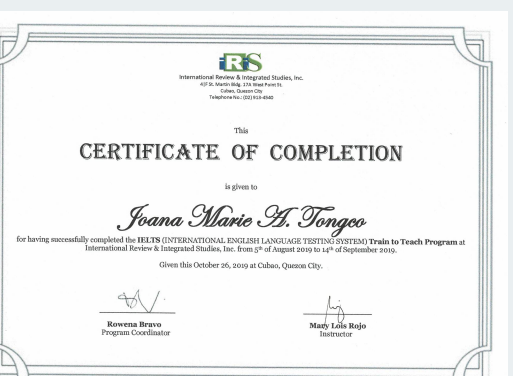 IRIS
International Review & Integrated Studies, Inc.
4/F St. Martin Bldg. 17A West Point St.
Cubao, Quezon City
Telephone No.: (02) 913-4540
This
CERTIFICATE OF COMPLETION
is given to
Joana Marie A. Tongco
for having successfully completed the IELTS (INTERNATIONAL ENGLISH LANGUAGE TESTING SYSTEM) Train to Teach Program at
International Review & Integrated Studies, Inc. from 5th of August 2019 to 14th of September 2019.
Given this October 26, 2019 at Cubao, Quezon City.
Rowena Bravo
Program Coordinator
Mary Lois Rojo
Instructor